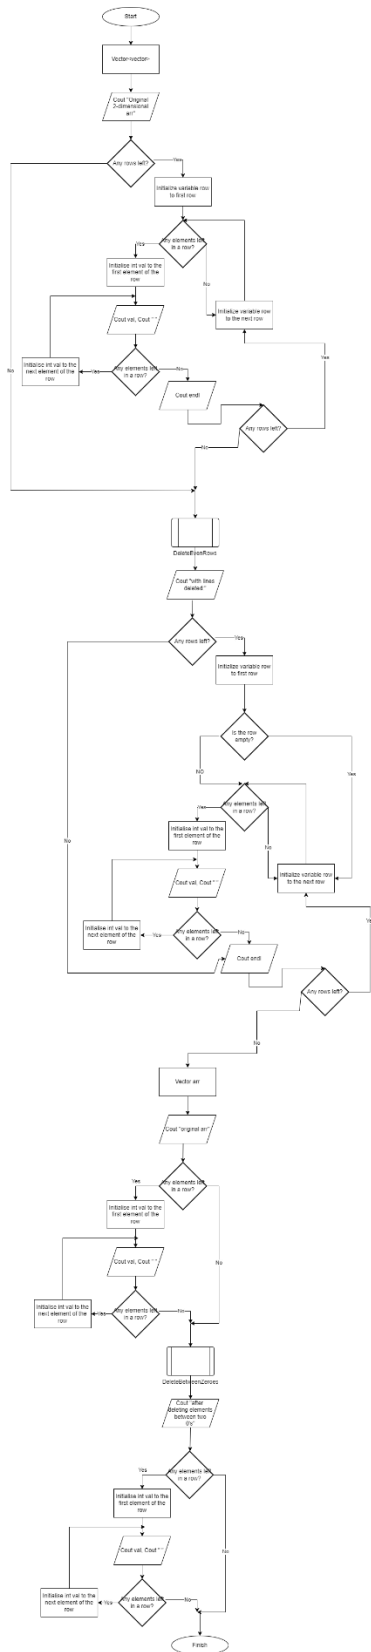 Start
Vector<vector>
Cout "Original
2-dimensional
arr"
Any rows left?
Yes
Initialize variable row
to first row
Any elements left
in a row?
Yes
Initialise int val to the
first element of the
row
No
Cout val, Cout " "
Initialize variable row
to the next row
Initialise int val to the
next element of the
row
Yes
Any elements left
in a row?
No
Cout endl
Yes
No
Any rows left?
No
DeleteEvenRows
Cout "with lines
deleted:"
Any rows left?
Yes
Initialize variable row
to first row
Is the row
empty?
NO
Yes
Any elements left
in a row?
Yes
Initialise int val to the
first element of the
row
No
No
Cout val, Cout " "
Initialize variable row
to the next row
Initialise int val to the
next element of the
row
Yes
Any elements left
in a row?
No
Cout endl
Any rows left?
No
Vector arr
Cout "original arr"
Any elements left
in a row?
Yes
Initialise int val to the
first element of the
row
Cout val, Cout " "
No
Initialise int val to the
next element of the
row
Yes
Any elements left
in a row?
No
DeleteBetweenZeroes
Cout "after
deleting elements
between two
0's"
Any elements left
in a row?
Yes
Initialise int val to the
first element of the
row
Cout val, Cout " "
No
Initialise int val to the
next element of the
row
Yes
Any elements left
in a row?
No
Finish